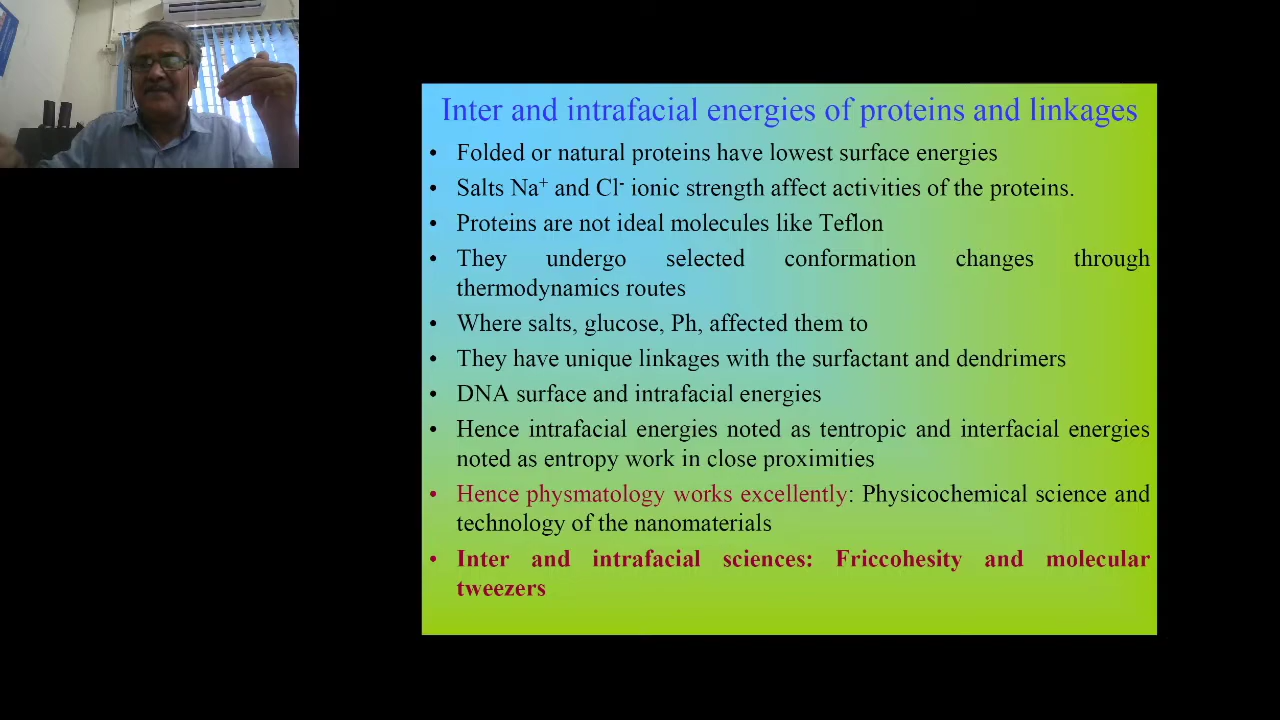 Inter and intrafacial energies of proteins and linkages
• Folded or natural proteins have lowest surface energies
• Salts Na⁺ and Cl⁻ ionic strength affect activities of the proteins.
• Proteins are not ideal molecules like Teflon
• They undergo selected conformation changes through
thermodynamics routes
• Where salts, glucose, Ph, affected them to
• They have unique linkages with the surfactant and dendrimers
• DNA surface and intrafacial energies
• Hence intrafacial energies noted as tentropic and interfacial energies
noted as entropy work in close proximities
• Hence physmatology works excellently: Physicochemical science and
technology of the nanomaterials
• Inter and intrafacial sciences: Friccohesity and molecular
tweezers